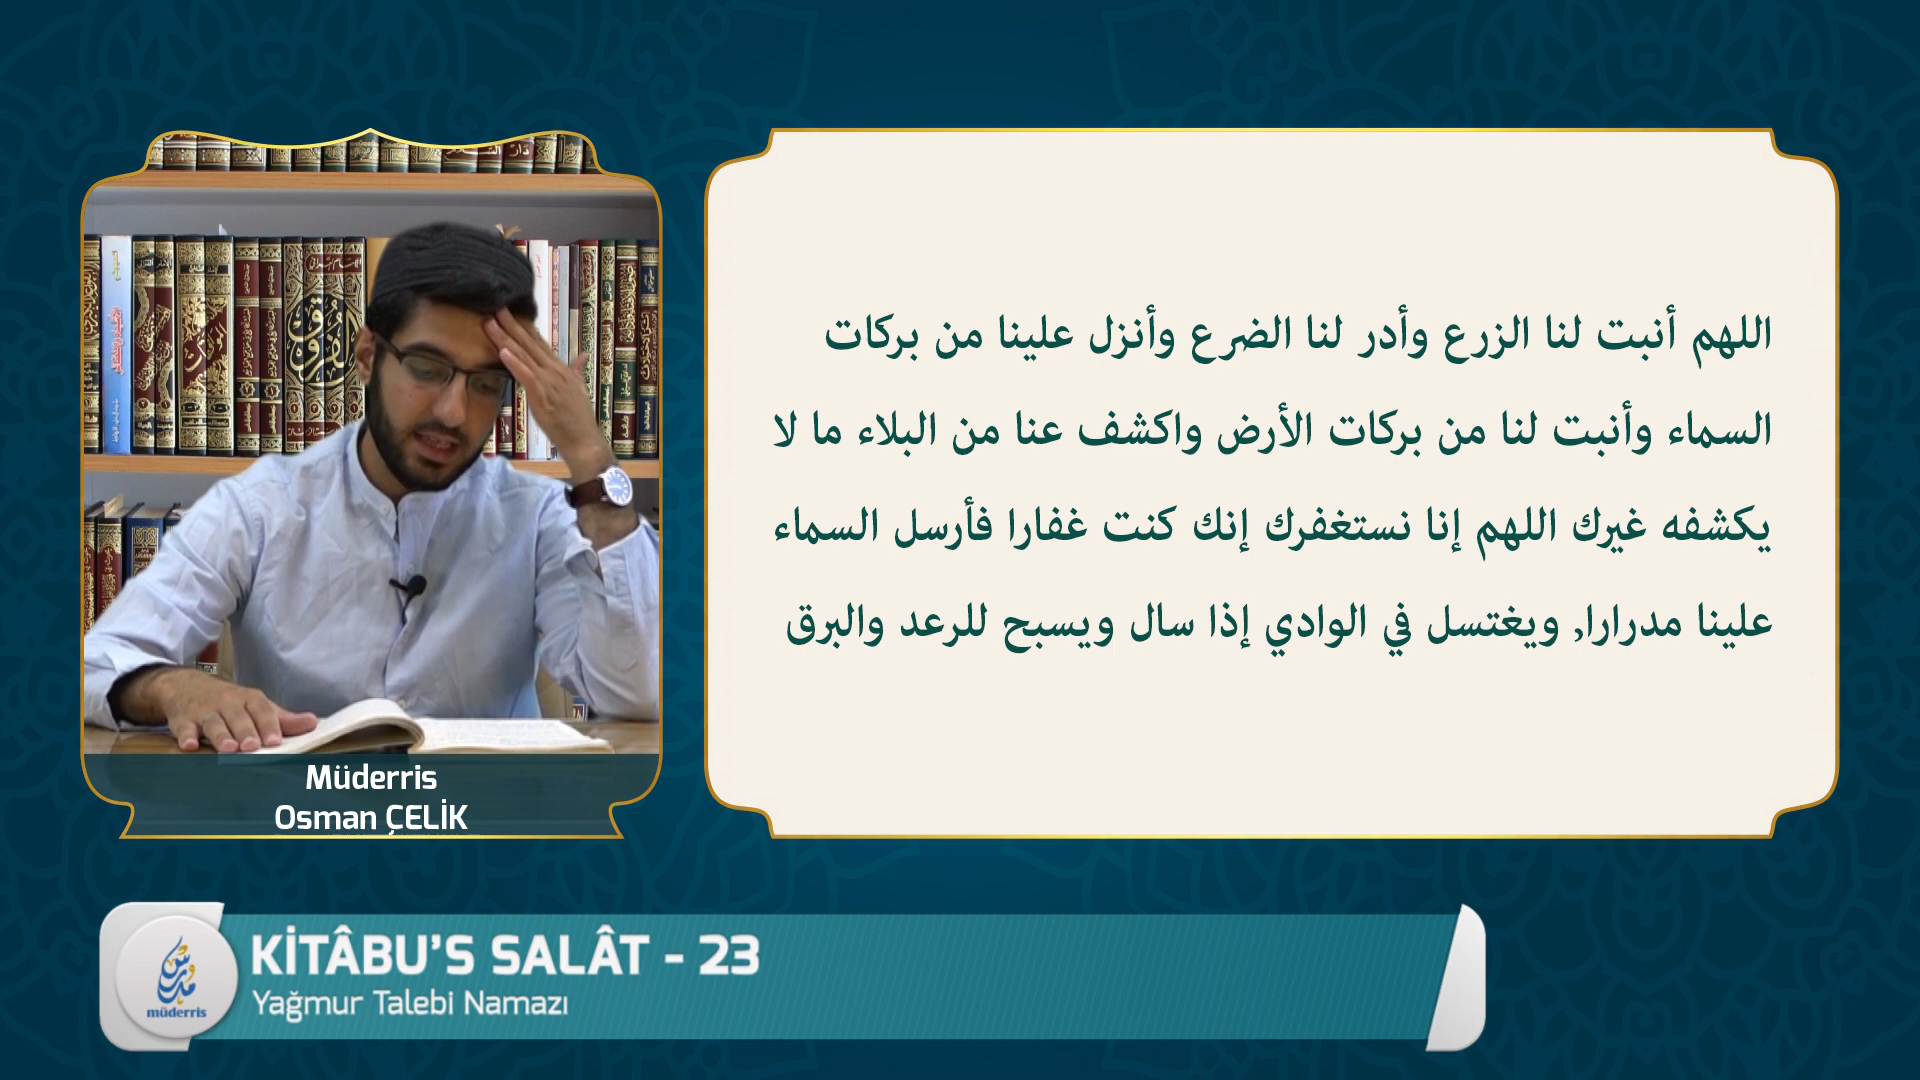 اللهم أنبت لنا الزرع وأدر لنا الضرع وأنزل علينا من بركات
السماء وأنبت لنا من بركات الأرض واكشف عنا من البلاء ما لا
يكشفه غيرك اللهم إنا نستغفرك إنك كنت غفارا فأرسل السماء
علينا مدرارا, ويغتسل في الوادي إذا سال ويسبح للرعد والبرق
Müderris
Osman ÇELİK
KİTÂBU’S SALÂT - 23
Yağmur Talebi Namazı
müderris